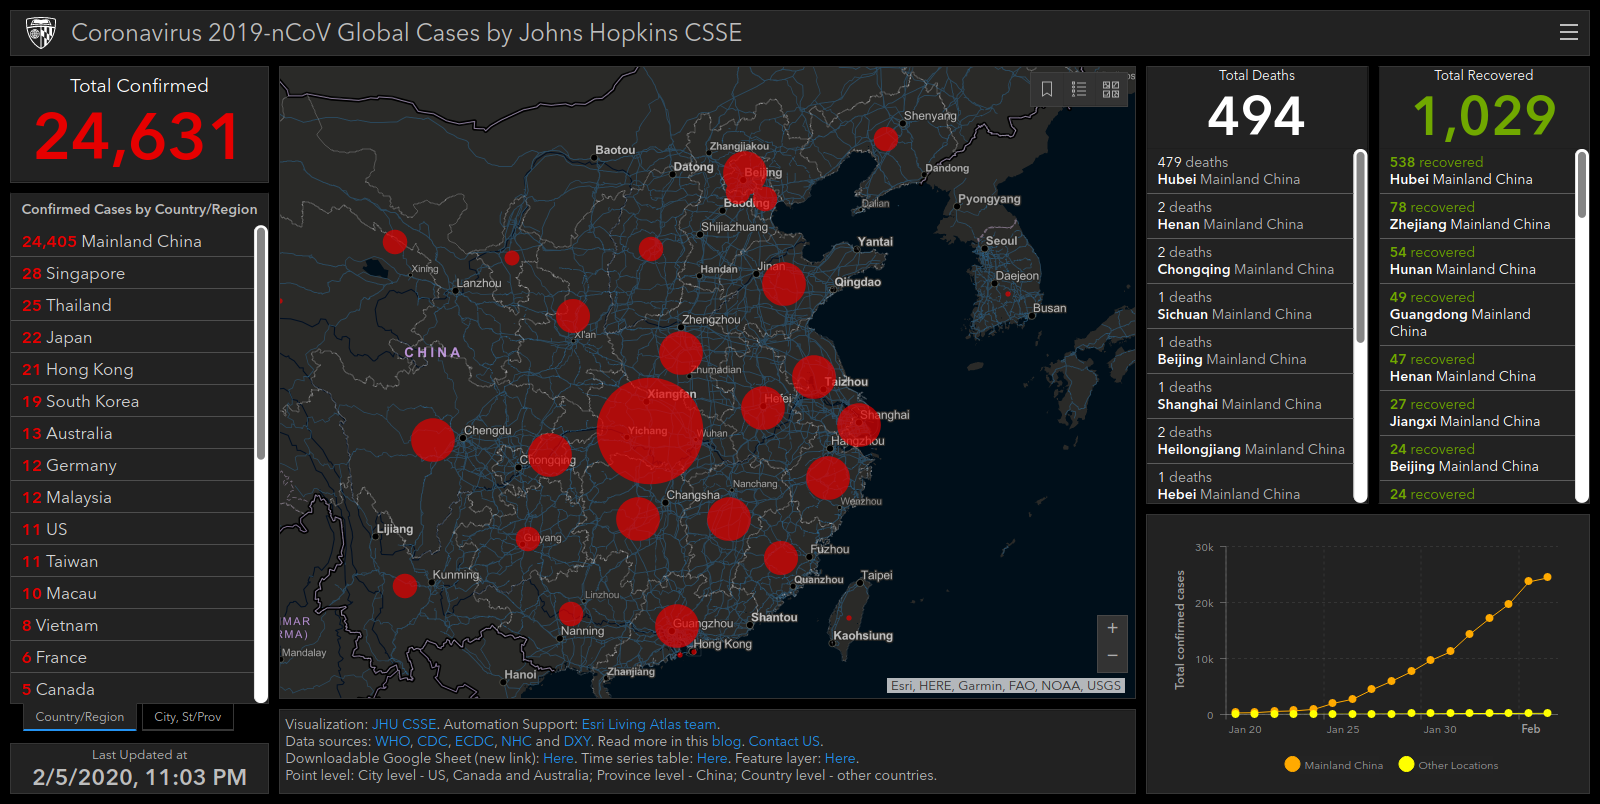 Coronavirus 2019-nCoV Global Cases by Johns Hopkins CSSE
Total Confirmed
24,631
Confirmed Cases by Country/Region
24,405 Mainland China
28 Singapore
25 Thailand
22 Japan
21 Hong Kong
19 South Korea
13 Australia
12 Germany
12 Malaysia
11 US
11 Taiwan
10 Macau
8 Vietnam
6 France
5 Canada
Country/Region
City, St/Prov
Last Updated at
2/5/2020, 11:03 PM
Shenyang
Zhangjiakou
Baotou
Datong
Beijing
Dandong
Baoding
Dalian
Pyongyang
Shijiazhuang
Yantai
Seoul
Xining
Handan
Jinan
Daejeon
Lanzhou
Qingdao
Busan
Zhengzhou
Xi'an
CHINA
Zhumadian
Taizhou
Xiangfan
Hefei
Shanghai
Chengdu
Yichang
Wuhan
Hangzhou
Chongqing
Nanchang
Changsha
Wenzhou
Lijiang
Guiyang
Fuzhou
Kunming
Quanzhou
Taipei
Linzhou
MAR
RMA)
Nanning
Guangzhou
Shantou
Kaohsiung
Mandalay
Hong Kong
Hanoi
Zhanjiang
+
−
Esri, HERE, Garmin, FAO, NOAA, USGS
Visualization: JHU CSSE. Automation Support: Esri Living Atlas team.
Data sources: WHO, CDC, ECDC, NHC and DXY. Read more in this blog. Contact US.
Downloadable Google Sheet (new link): Here. Time series table: Here. Feature layer: Here.
Point level: City level - US, Canada and Australia; Province level - China; Country level - other countries.
Total Deaths
494
479 deaths
Hubei Mainland China
2 deaths
Henan Mainland China
2 deaths
Chongqing Mainland China
1 deaths
Sichuan Mainland China
1 deaths
Beijing Mainland China
1 deaths
Shanghai Mainland China
2 deaths
Heilongjiang Mainland China
1 deaths
Hebei Mainland China
Total Recovered
1,029
538 recovered
Hubei Mainland China
78 recovered
Zhejiang Mainland China
54 recovered
Hunan Mainland China
49 recovered
Guangdong Mainland
China
47 recovered
Henan Mainland China
27 recovered
Jiangxi Mainland China
24 recovered
Beijing Mainland China
24 recovered
Total confirmed cases
30k
20k
10k
0
Jan 20
Jan 25
Jan 30
Feb
Mainland China
Other Locations